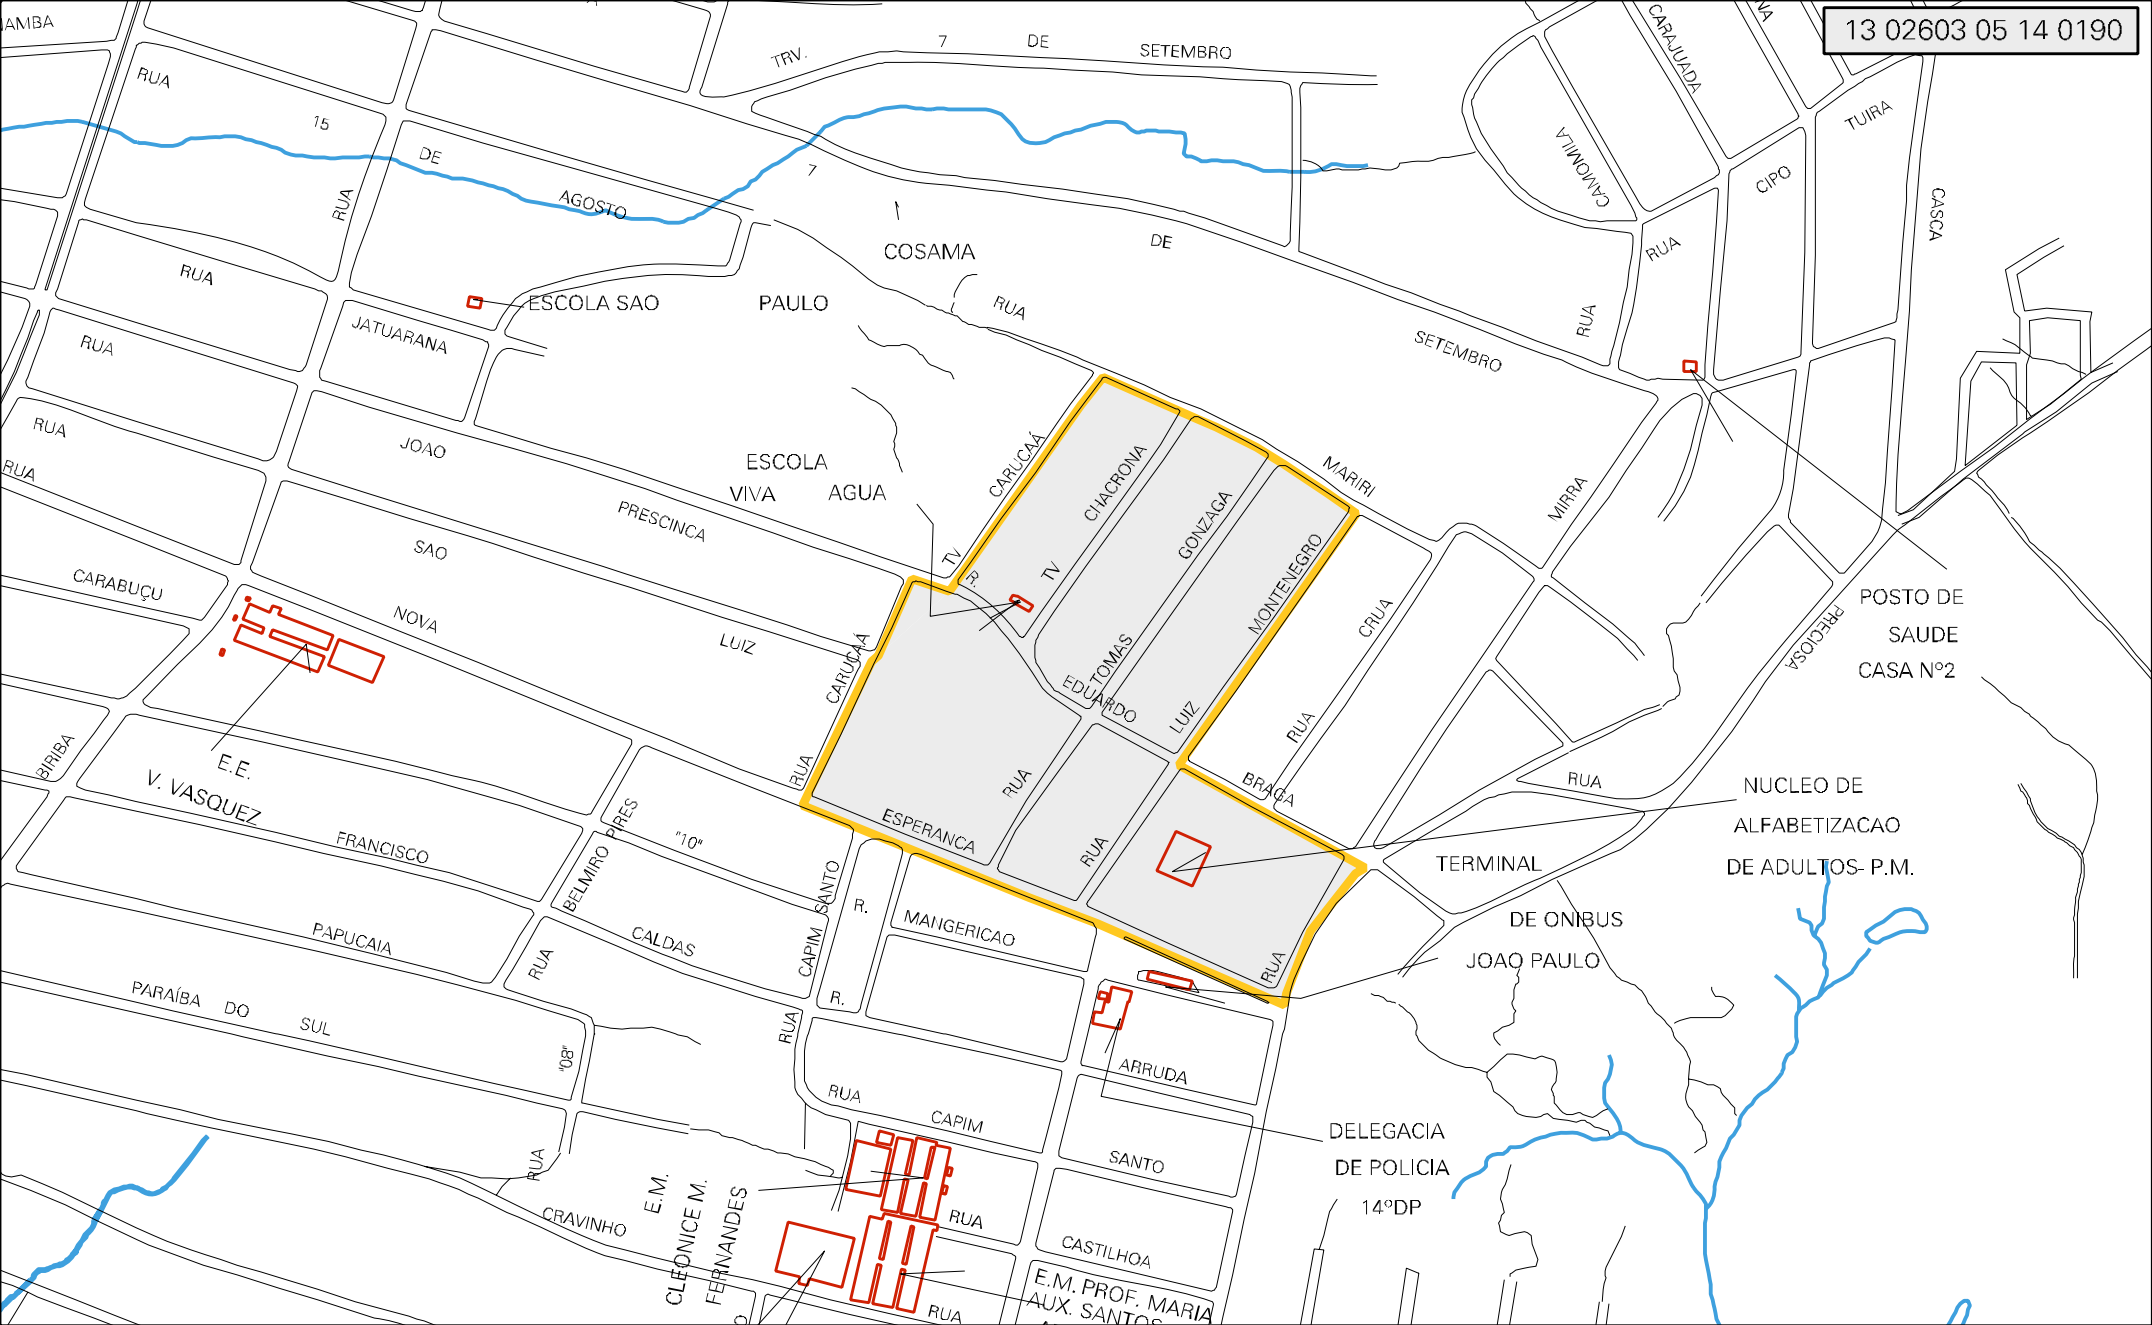 13 02603 05 14 0190
AMBA
RUA
15
DE
AGOSTO
TRV.
7
DE
SETEMBRO
CARAJUADA
NA
TUIRA
CAMOMILA
CIPO
CASCA
RUA
RUA
7
DE
SETEMBRO
RUA
COSAMA
RUA
RUA
ESCOLA SAO
PAULO
JATUARANA
RUA
RUA
RUA
JOAO
PRESCINCA
ESCOLA
VIVA
AGUA
TV
CARUCAÁ
CHACRONA
TV
GONZAGA
TOMAS
MONTENEGRO
LUIZ
MARIRI
MIRRA
CRUA
RUA
R.
EDUARDO
BRAGA
SAO
LUIZ
CARABUÇU
NOVA
ESPERANCA
CARUCAÁ
RUA
RUA
RUA
RUA
PRECIOSA
RUA
POSTO DE
SAUDE
CASA Nº2
NUCLEO DE
ALFABETIZACAO
DE ADULTOS- P.M.
TERMINAL
DE ONIBUS
JOAO PAULO
BIRIBA
E.E.
V. VASQUEZ
FRANCISCO
BELMIRO PIRES
RUA
"10"
CALDAS
CAPIM SANTO
RUA
R.
MANGERICAO
R.
PAPUCAIA
PARAÍBA
DO
SUL
"08"
RUA
ARRUDA
RUA
CAPIM
SANTO
DELEGACIA
DE POLICIA
14ºDP
E.M.
CLEONICE M.
FERNANDES
CRAVINHO
RUA
CASTILHOA
E.M. PROF. MARIA
AUX. SANTOS
RUA